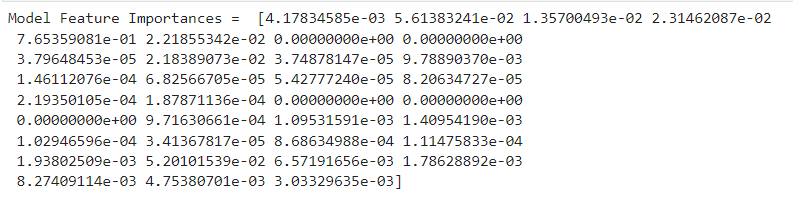 Model Feature Importances =  [4.17834585e-03 5.61383241e-02 1.35700493e-02 2.31462087e-02
 7.65359081e-01 2.21855342e-02 0.00000000e+00 0.00000000e+00
 3.79648453e-05 2.18389073e-02 3.74878147e-05 9.78890370e-03
 1.46112076e-04 6.82566705e-05 5.42777240e-05 8.20634727e-05
 2.19350105e-04 1.87871136e-04 0.00000000e+00 0.00000000e+00
 0.00000000e+00 9.71630661e-04 1.09531591e-03 1.40954190e-03
 1.02946596e-04 3.41367817e-05 8.68634988e-04 1.11475833e-04
 1.93802509e-03 5.20101539e-02 6.57191656e-03 1.78628892e-03
 8.27409114e-03 4.75380701e-03 3.03329635e-03]